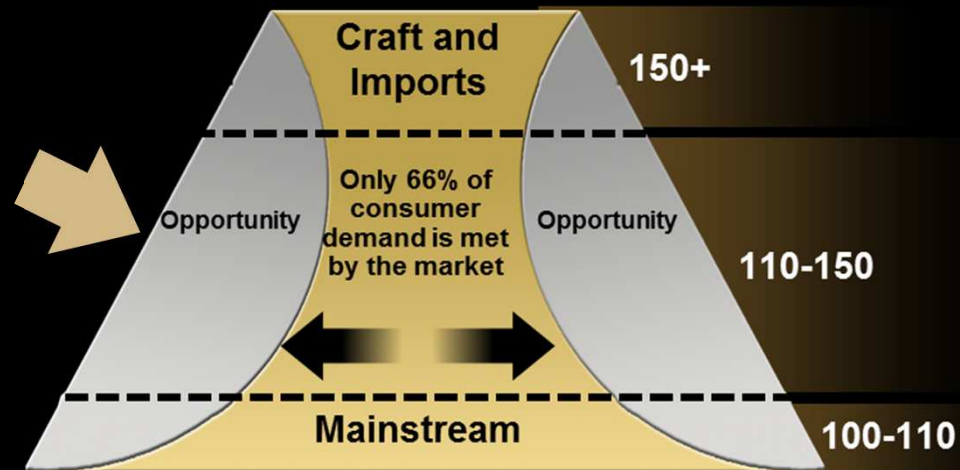 Craft and
Imports
150+
Only 66% of
consumer
demand is met
by the market
Opportunity
Opportunity
110-150
Mainstream
100-110